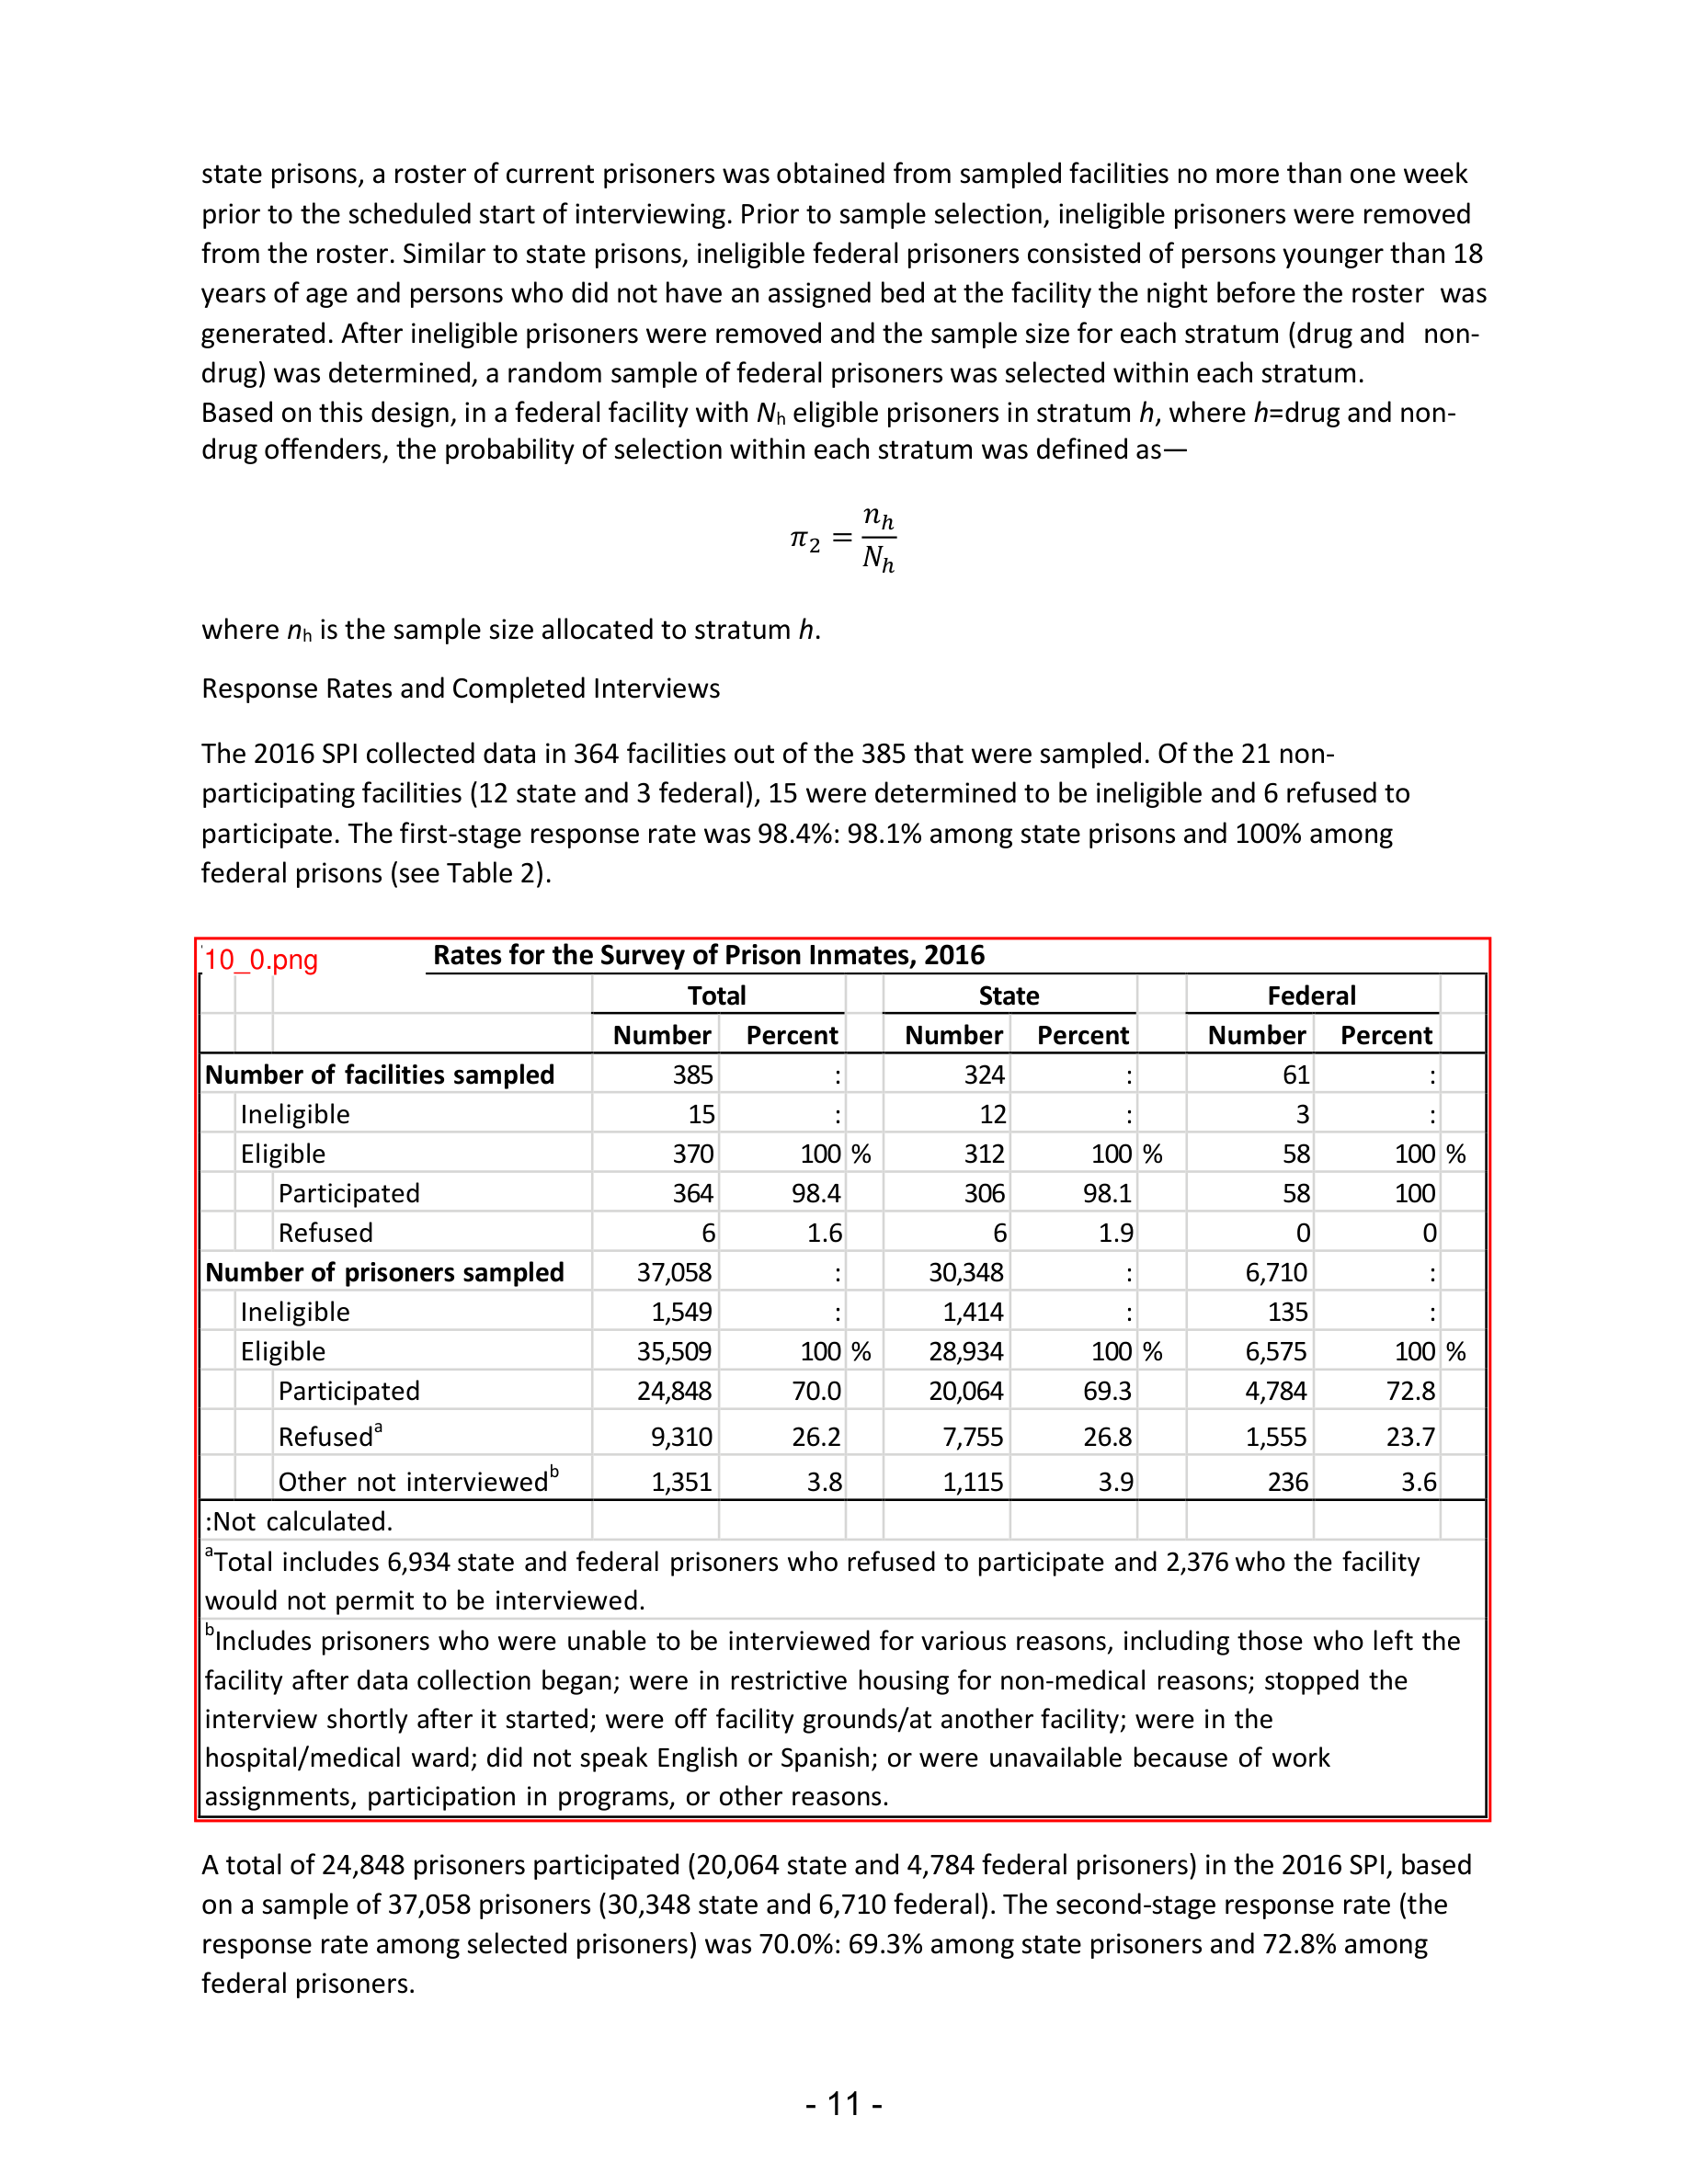 state prisons, a roster of current prisoners was obtained from sampled facilities no more than one week
prior to the scheduled start of interviewing. Prior to sample selection, ineligible prisoners were removed
from the roster. Similar to state prisons, ineligible federal prisoners consisted of persons younger than 18
years of age and persons who did not have an assigned bed at the facility the night before the roster was
generated. After ineligible prisoners were removed and the sample size for each stratum (drug and non-
drug) was determined, a random sample of federal prisoners was selected within each stratum.
Based on this design, in a federal facility with Nh eligible prisoners in stratum h, where h=drug and non-
drug offenders, the probability of selection within each stratum was defined as—
π2 = nh / Nh
where nh is the sample size allocated to stratum h.
Response Rates and Completed Interviews
The 2016 SPI collected data in 364 facilities out of the 385 that were sampled. Of the 21 non-
participating facilities (12 state and 3 federal), 15 were determined to be ineligible and 6 refused to
participate. The first-stage response rate was 98.4%: 98.1% among state prisons and 100% among
federal prisons (see Table 2).
10_0.png Rates for the Survey of Prison Inmates, 2016
Total State Federal
Number Percent Number Percent Number Percent
Number of facilities sampled 385 : 324 : 61 :
Ineligible 15 : 12 : 3 :
Eligible 370 100 % 312 100 % 58 100 %
Participated 364 98.4 306 98.1 58 100
Refused 6 1.6 6 1.9 0 0
Number of prisoners sampled 37,058 : 30,348 : 6,710 :
Ineligible 1,549 : 1,414 : 135 :
Eligible 35,509 100 % 28,934 100 % 6,575 100 %
Participated 24,848 70.0 20,064 69.3 4,784 72.8
Refuseda 9,310 26.2 7,755 26.8 1,555 23.7
Other not interviewedb 1,351 3.8 1,115 3.9 236 3.6
:Not calculated.
aTotal includes 6,934 state and federal prisoners who refused to participate and 2,376 who the facility
would not permit to be interviewed.
bIncludes prisoners who were unable to be interviewed for various reasons, including those who left the
facility after data collection began; were in restrictive housing for non-medical reasons; stopped the
interview shortly after it started; were off facility grounds/at another facility; were in the
hospital/medical ward; did not speak English or Spanish; or were unavailable because of work
assignments, participation in programs, or other reasons.
A total of 24,848 prisoners participated (20,064 state and 4,784 federal prisoners) in the 2016 SPI, based
on a sample of 37,058 prisoners (30,348 state and 6,710 federal). The second-stage response rate (the
response rate among selected prisoners) was 70.0%: 69.3% among state prisoners and 72.8% among
federal prisoners.
- 11 -